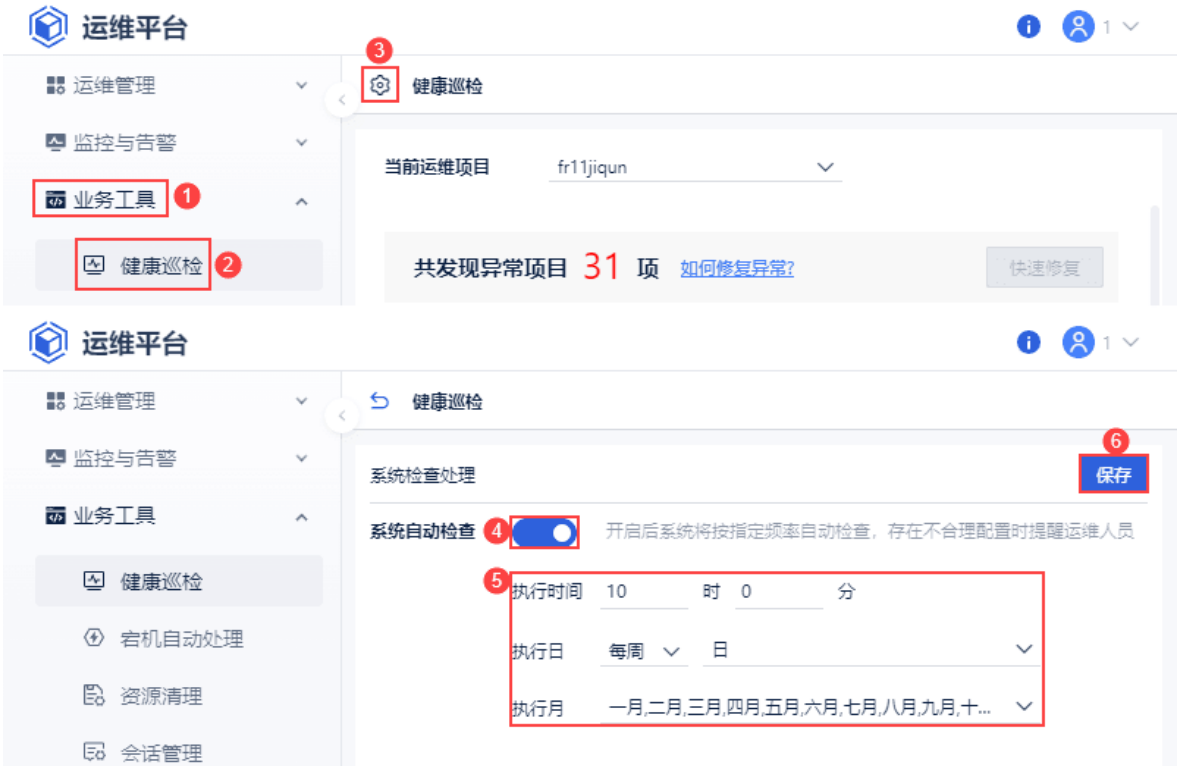 运维平台
1
3
运维管理
健康巡检
监控与告警
当前运维项目 fr11jiqun
业务工具 1
健康巡检 2
共发现异常项目 31 项 如何修复异常? 快速修复
运维平台
1
运维管理
健康巡检
6
监控与告警
系统检查处理 保存
业务工具
系统自动检查 4 开启后系统将按指定频率自动检查，存在不合理配置时提醒运维人员
健康巡检
5 执行时间 10 时 0 分
宕机自动处理
执行日 每周 日
资源清理
执行月 一月,二月,三月,四月,五月,六月,七月,八月,九月,十...
会话管理